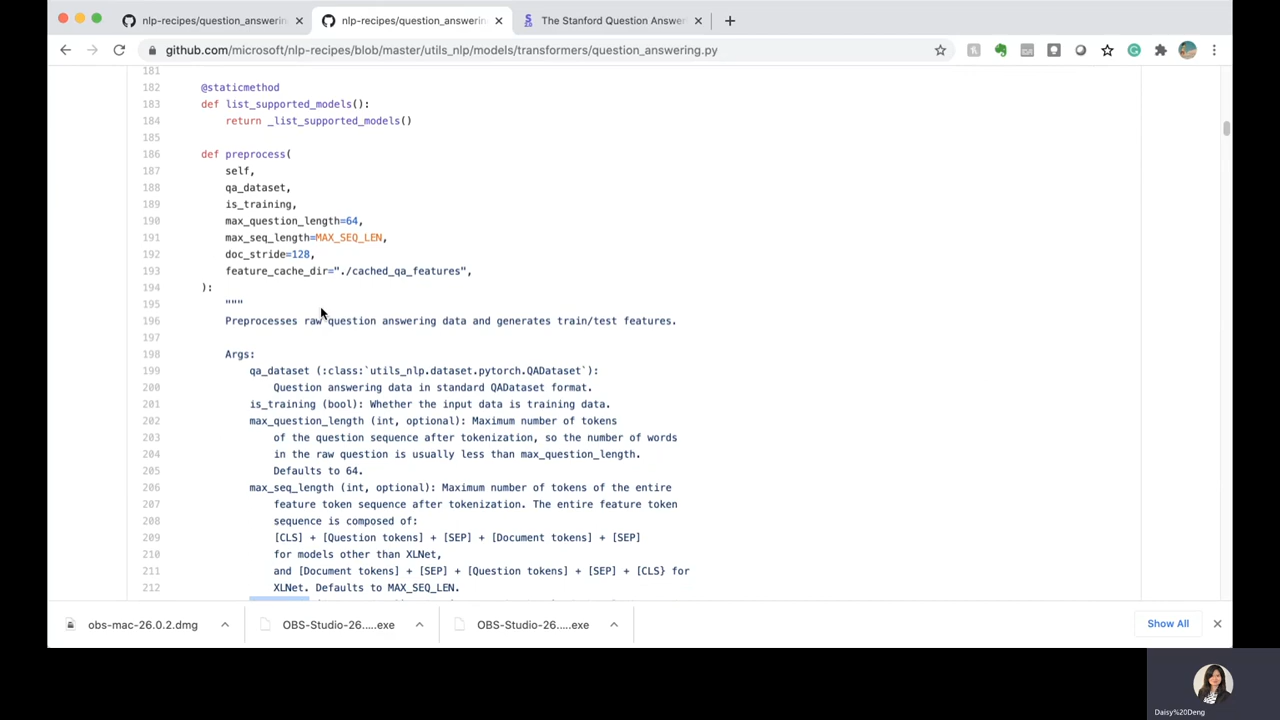 nlp-recipes/question_answerin
nlp-recipes/question_answerin
The Stanford Question Answer
github.com/microsoft/nlp-recipes/blob/master/utils_nlp/models/transformers/question_answering.py
181
182 @staticmethod
183 def list_supported_models():
184 return _list_supported_models()
185
186 def preprocess(
187 self,
188 qa_dataset,
189 is_training,
190 max_question_length=64,
191 max_seq_length=MAX_SEQ_LEN,
192 doc_stride=128,
193 feature_cache_dir="./cached_qa_features",
194 ):
195 """
196 Preprocesses raw question answering data and generates train/test features.
197
198 Args:
199 qa_dataset (:class:`utils_nlp.dataset.pytorch.QADataset`):
200 Question answering data in standard QADataset format.
201 is_training (bool): Whether the input data is training data.
202 max_question_length (int, optional): Maximum number of tokens
203 of the question sequence after tokenization, so the number of words
204 in the raw question is usually less than max_question_length.
205 Defaults to 64.
206 max_seq_length (int, optional): Maximum number of tokens of the entire
207 feature token sequence after tokenization. The entire feature token
208 sequence is composed of:
209 [CLS] + [Question tokens] + [SEP] + [Document tokens] + [SEP]
210 for models other than XLNet,
211 and [Document tokens] + [SEP] + [Question tokens] + [SEP] + [CLS} for
212 XLNet. Defaults to MAX_SEQ_LEN.
obs-mac-26.0.2.dmg
OBS-Studio-26.....exe
OBS-Studio-26.....exe
Show All
Daisy%20Deng